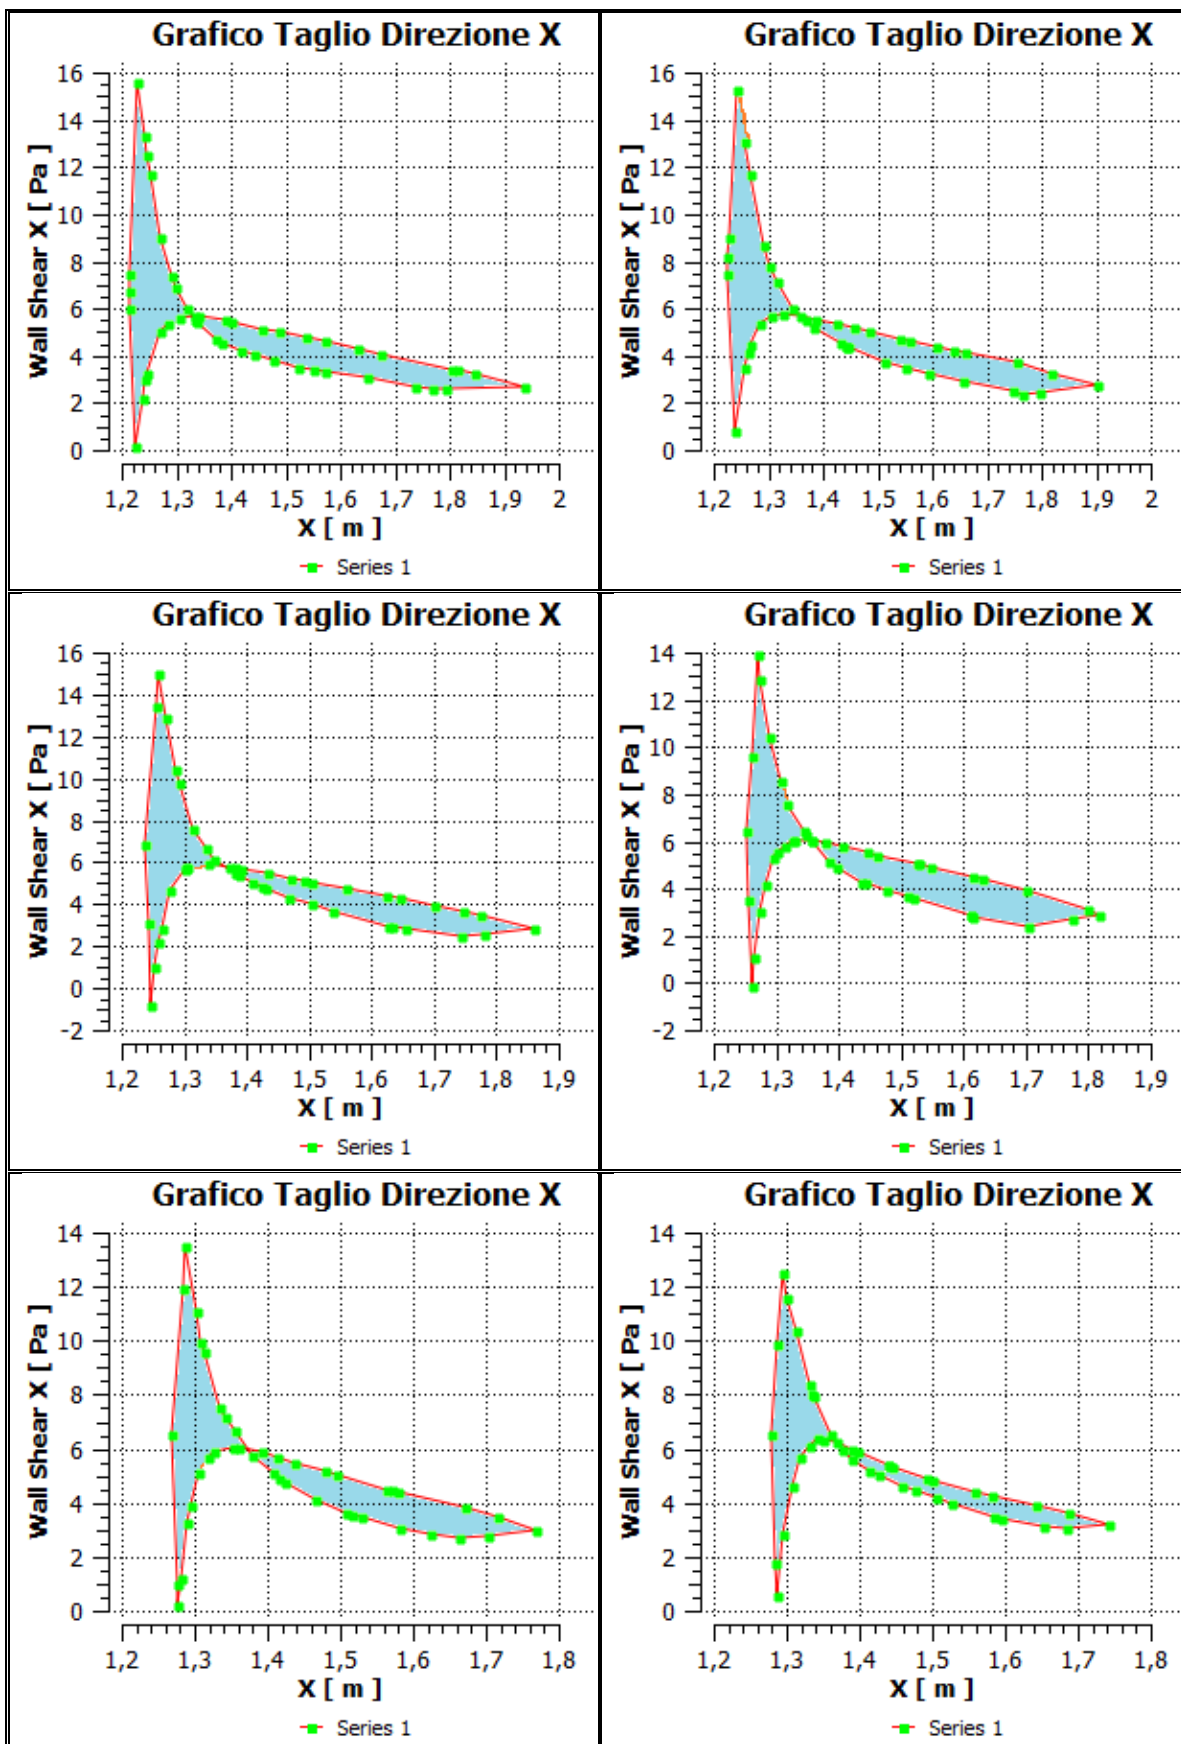 Grafico Taglio Direzione X
Wall Shear X [ Pa ]
16
14
12
10
8
6
4
2
0
1,2 1,3 1,4 1,5 1,6 1,7 1,8 1,9 2
X [ m ]
Series 1
Grafico Taglio Direzione X
Wall Shear X [ Pa ]
16
14
12
10
8
6
4
2
0
1,2 1,3 1,4 1,5 1,6 1,7 1,8 1,9 2
X [ m ]
Series 1
Grafico Taglio Direzione X
Wall Shear X [ Pa ]
16
14
12
10
8
6
4
2
0
-2
1,2 1,3 1,4 1,5 1,6 1,7 1,8 1,9
X [ m ]
Series 1
Grafico Taglio Direzione X
Wall Shear X [ Pa ]
14
12
10
8
6
4
2
0
-2
1,2 1,3 1,4 1,5 1,6 1,7 1,8 1,9
X [ m ]
Series 1
Grafico Taglio Direzione X
Wall Shear X [ Pa ]
14
12
10
8
6
4
2
0
1,2 1,3 1,4 1,5 1,6 1,7 1,8
X [ m ]
Series 1
Grafico Taglio Direzione X
Wall Shear X [ Pa ]
14
12
10
8
6
4
2
0
1,2 1,3 1,4 1,5 1,6 1,7 1,8
X [ m ]
Series 1